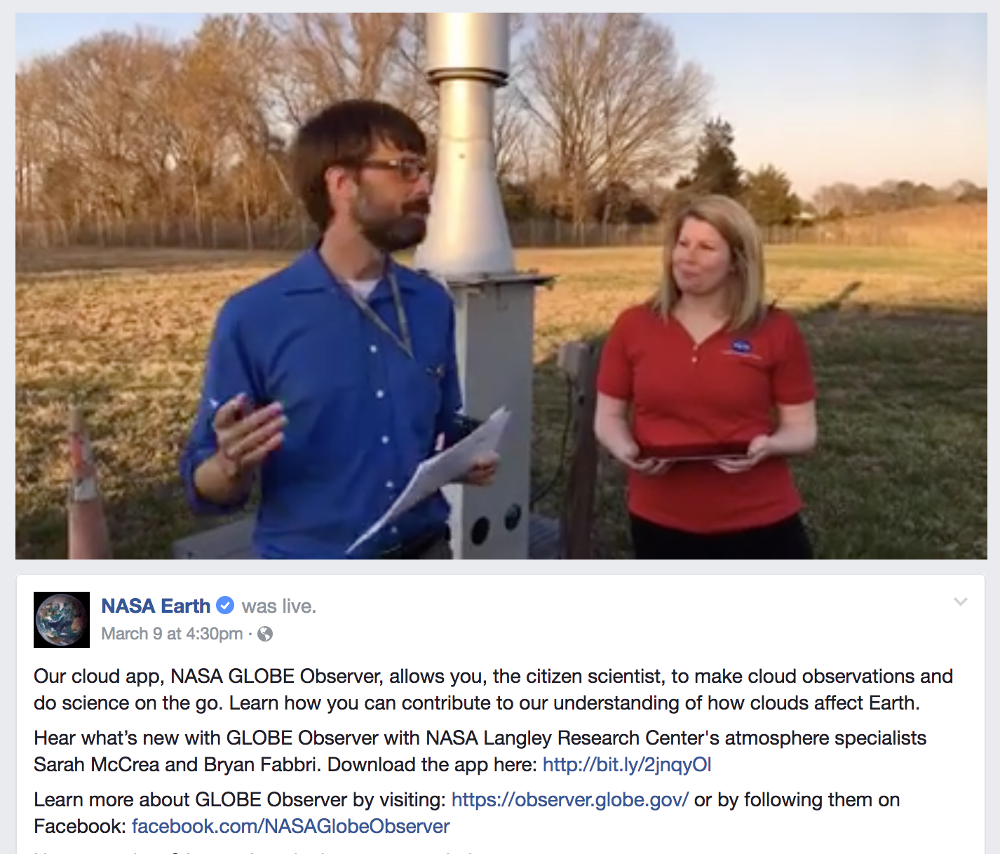 NASA Earth was live.
March 9 at 4:30pm ·
Our cloud app, NASA GLOBE Observer, allows you, the citizen scientist, to make cloud observations and
do science on the go. Learn how you can contribute to our understanding of how clouds affect Earth.
Hear what’s new with GLOBE Observer with NASA Langley Research Center's atmosphere specialists
Sarah McCrea and Bryan Fabbri. Download the app here: http://bit.ly/2jnqyOl
Learn more about GLOBE Observer by visiting: https://observer.globe.gov/ or by following them on
Facebook: facebook.com/NASAGlobeObserver